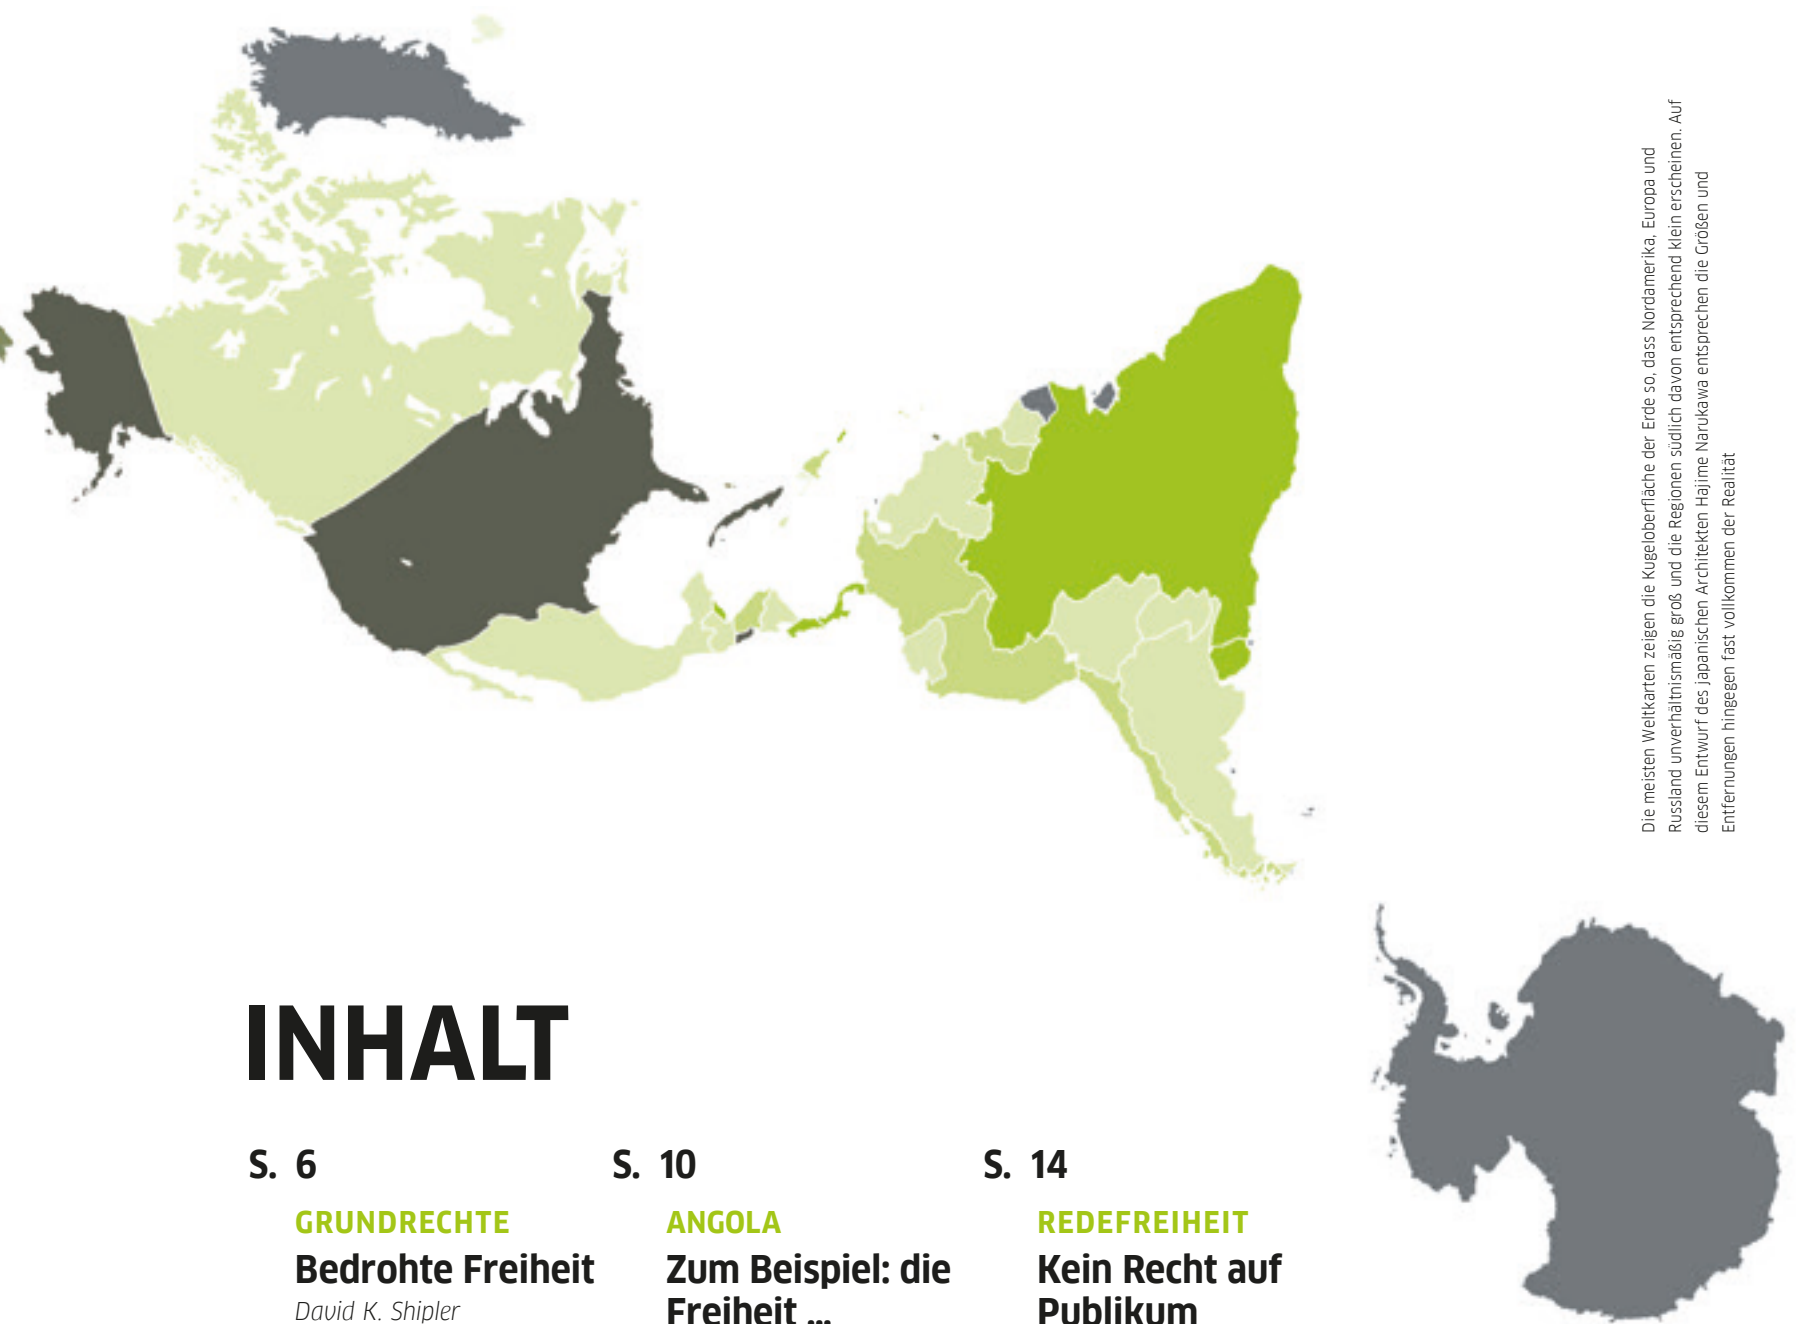 Die meisten Weltkarten zeigen die Kugeloberfläche der Erde so, dass Nordamerika, Europa und
Russland unverhältnismäßig groß und die Regionen südlich davon entsprechend klein erscheinen. Auf
diesem Entwurf des japanischen Architekten Hajime Narukawa entsprechen die Größen und
Entfernungen hingegen fast vollkommen der Realität
INHALT
S. 6
GRUNDRECHTE
Bedrohte Freiheit
David K. Shipler
S. 10
ANGOLA
Zum Beispiel: die
Freiheit ...
S. 14
REDEFREIHEIT
Kein Recht auf
Publikum